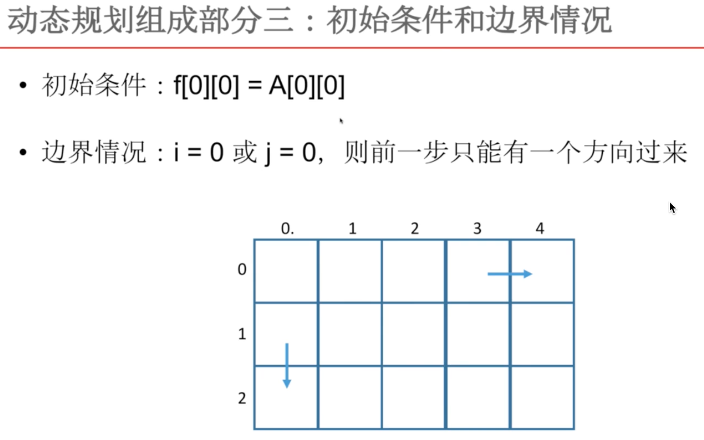 动态规划组成部分三：初始条件和边界情况
• 初始条件：f[0][0] = A[0][0]
• 边界情况：i = 0 或 j = 0，则前一步只能有一个方向过来
0. 1 2 3 4
0
1
2